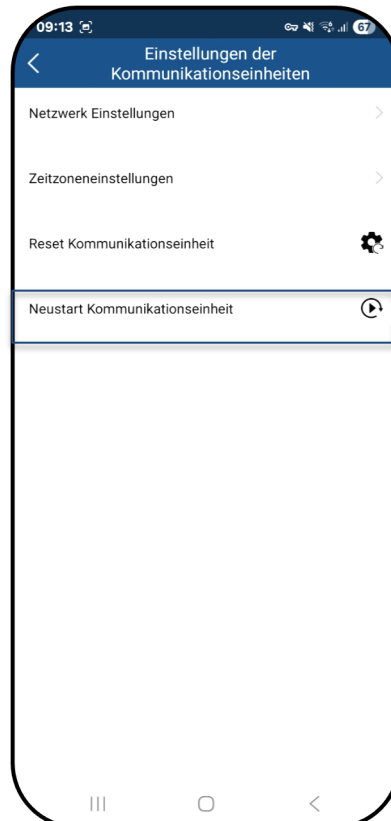 09:13 67
Einstellungen der
Kommunikationseinheiten
Netzwerk Einstellungen
Zeitzoneneinstellungen
Reset Kommunikationseinheit
Neustart Kommunikationseinheit